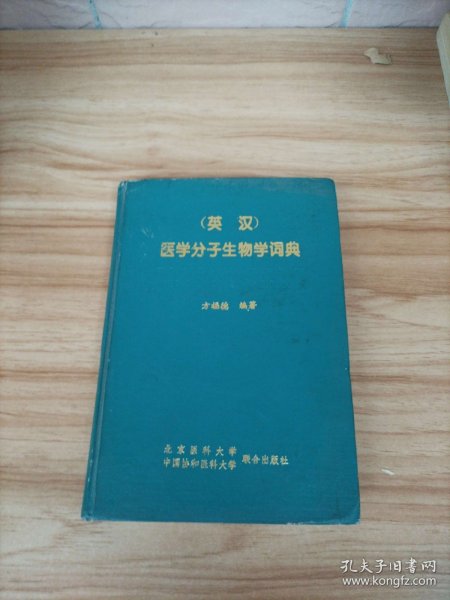 (英 汉)
医学分子生物学词典
方福德 编著
北京医科大学
中国协和医科大学 联合出版社
孔夫子旧书网
www.kongfz.com